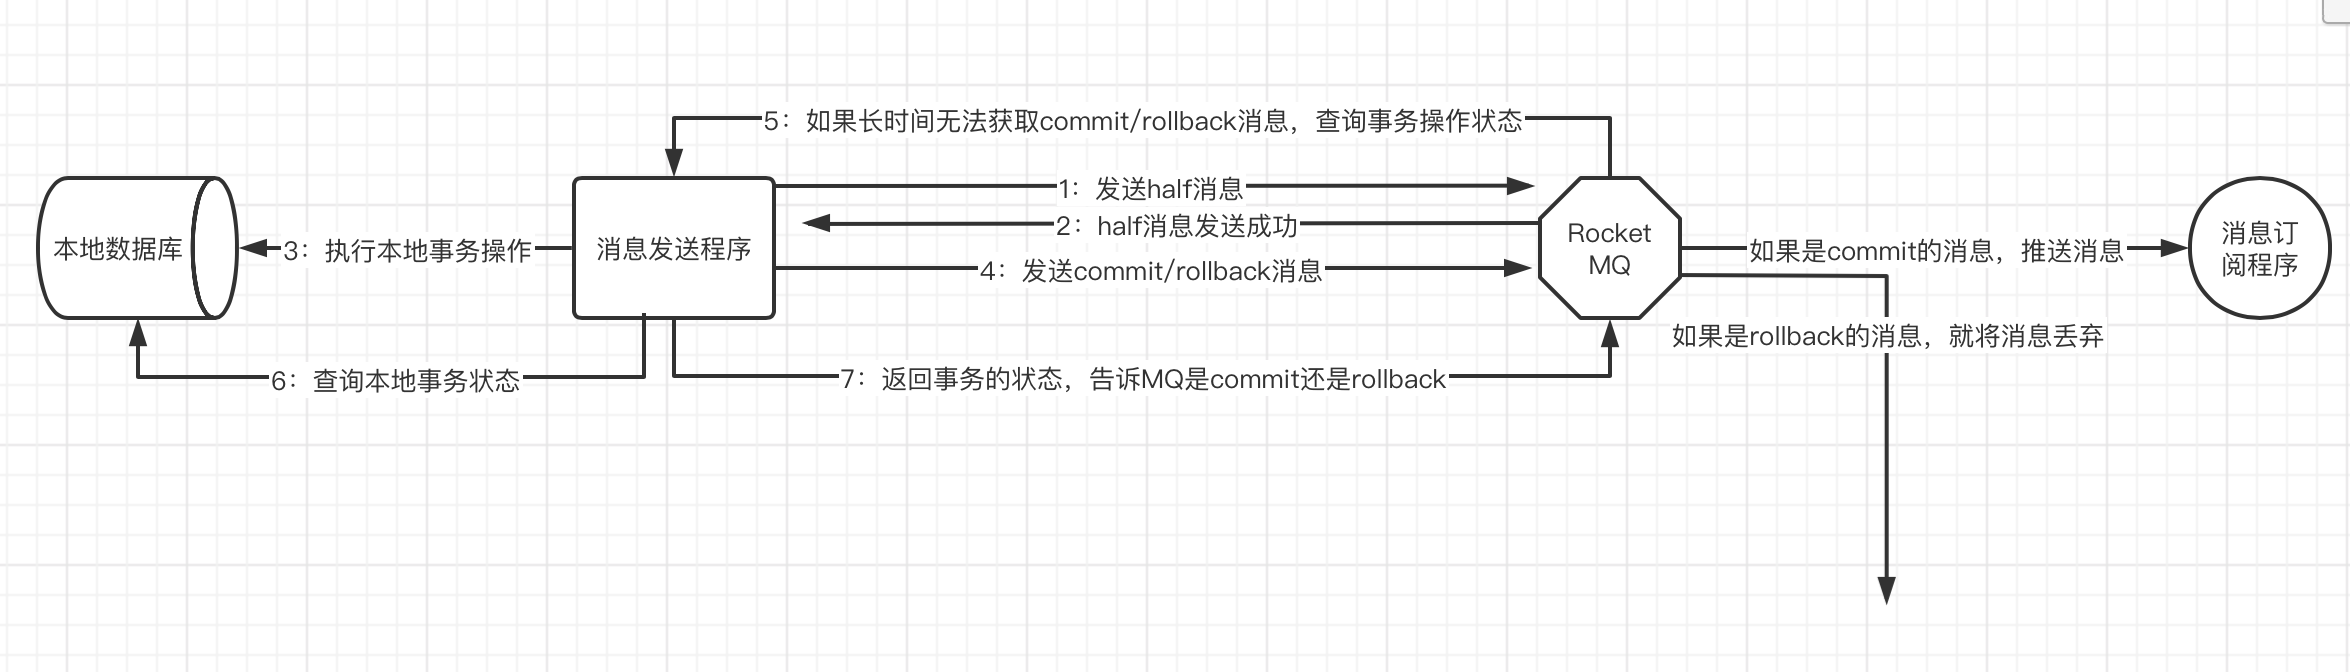 5：如果长时间无法获取commit/rollback消息，查询事务操作状态
1：发送half消息
2：half消息发送成功
本地数据库
3：执行本地事务操作
消息发送程序
4：发送commit/rollback消息
Rocket
MQ
如果是commit的消息，推送消息
消息订
阅程序
如果是rollback的消息，就将消息丢弃
6：查询本地事务状态
7：返回事务的状态，告诉MQ是commit还是rollback